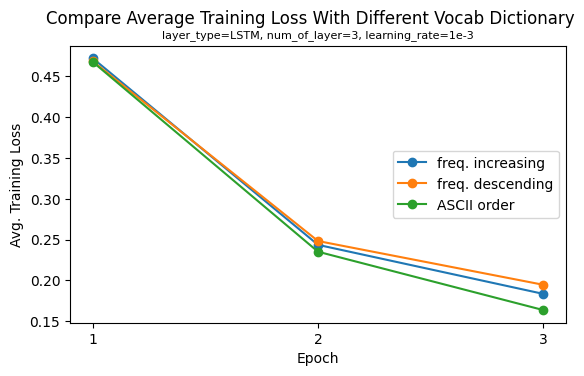 Compare Average Training Loss With Different Vocab Dictionary
layer_type=LSTM, num_of_layer=3, learning_rate=1e-3
Avg. Training Loss
0.45
0.40
0.35
0.30
0.25
0.20
0.15
freq. increasing
freq. descending
ASCII order
1
2
3
Epoch